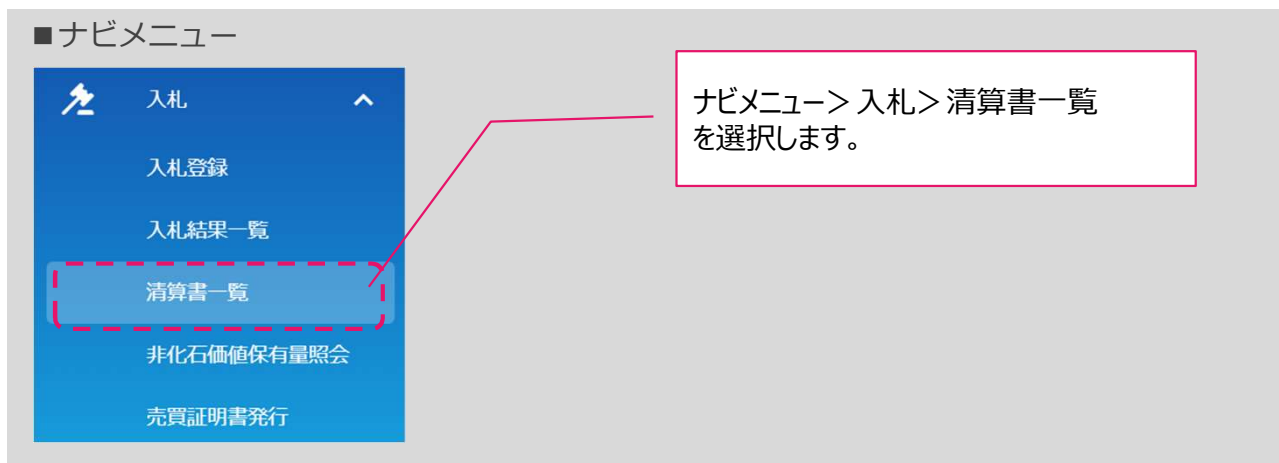 ■ナビメニュー
入札
入札登録
入札結果一覧
清算書一覧
非化石価値保有量照会
売買証明書発行
ナビメニュー＞入札＞清算書一覧
を選択します。